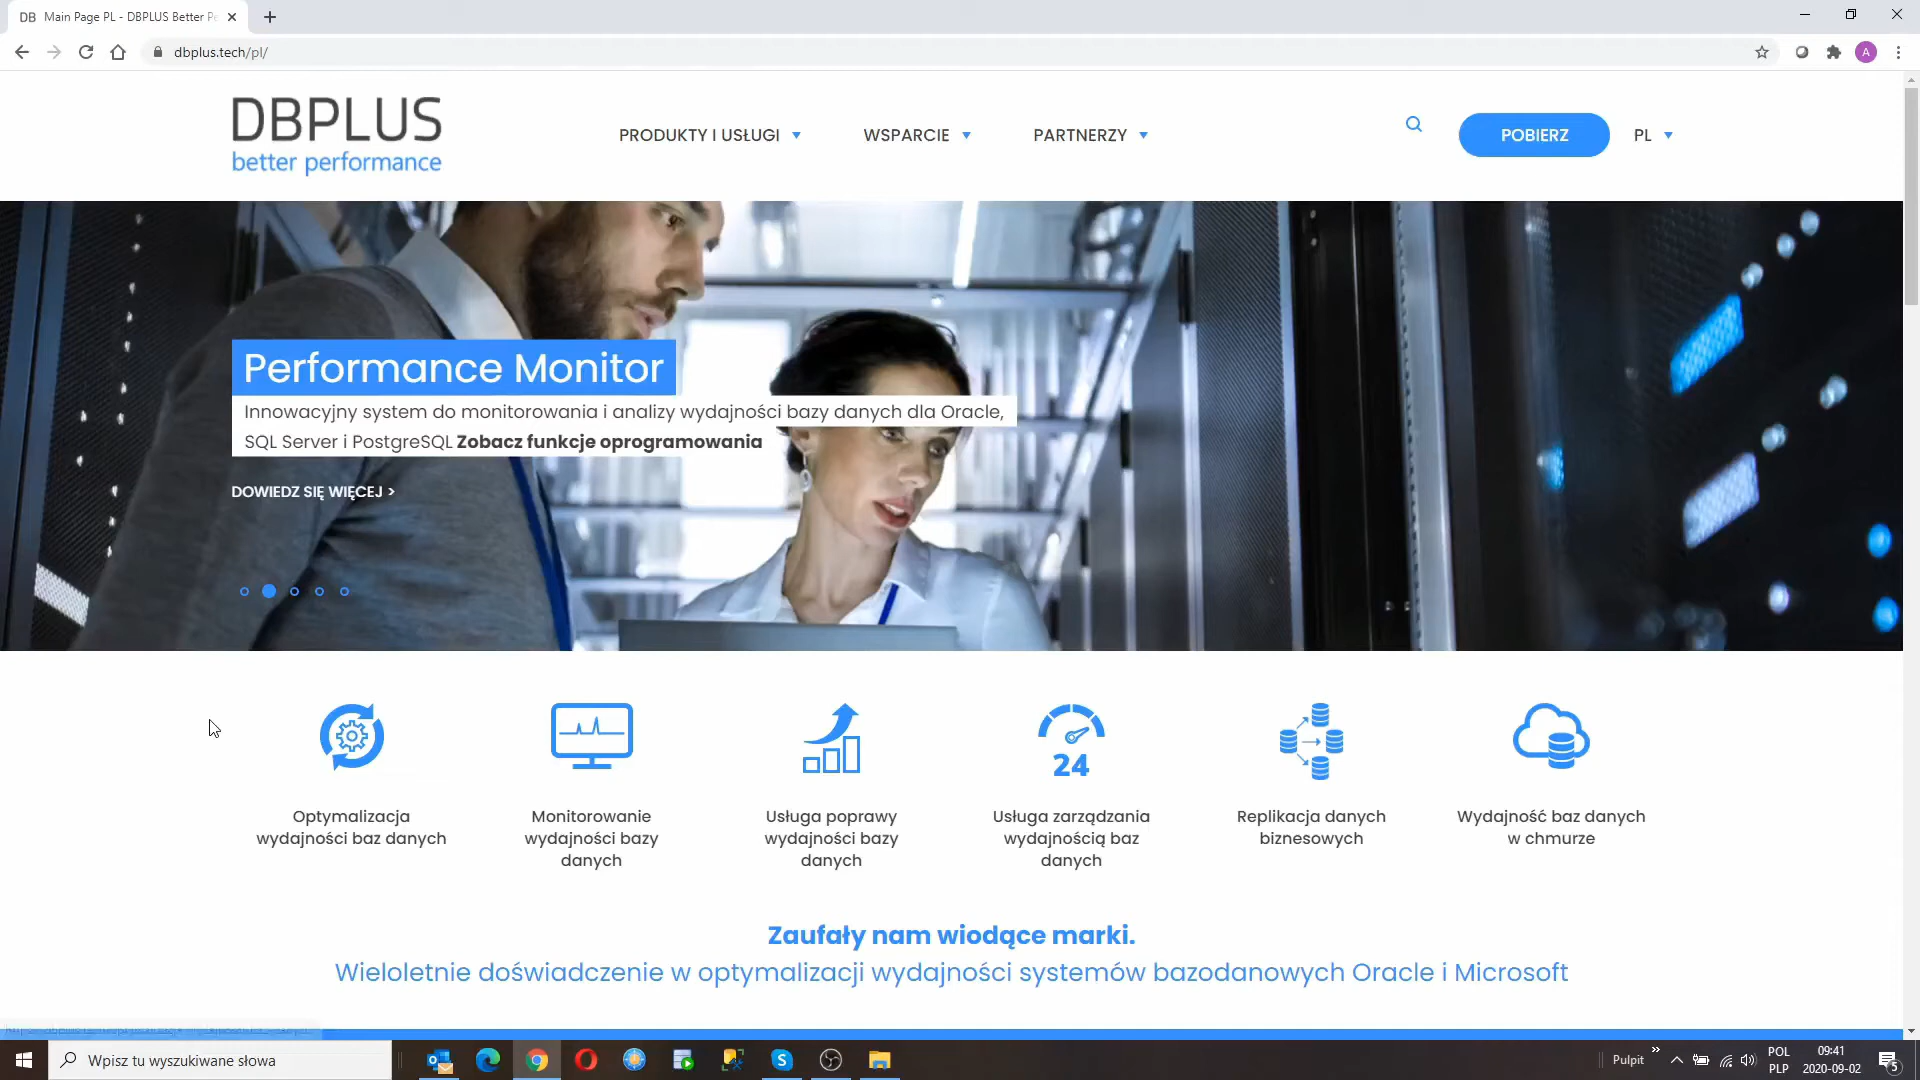 DB Main Page PL - DBPLUS Better Pe
dbplus.tech/pl/
A
DBPLUS
better performance
PRODUKTY I USŁUGI
WSPARCIE
PARTNERZY
POBIERZ
PL
Performance Monitor
Innowacyjny system do monitorowania i analizy wydajności bazy danych dla Oracle,
SQL Server i PostgreSQL Zobacz funkcje oprogramowania
DOWIEDZ SIĘ WIĘCEJ >
24
Optymalizacja
wydajności baz danych
Monitorowanie
wydajności bazy
danych
Usługa poprawy
wydajności bazy
danych
Usługa zarządzania
wydajnością baz
danych
Replikacja danych
biznesowych
Wydajność baz danych
w chmurze
Zaufały nam wiodące marki.
Wieloletnie doświadczenie w optymalizacji wydajności systemów bazodanowych Oracle i Microsoft
Wpisz tu wyszukiwane słowa
Pulpit
POL
PLP
09:41
2020-09-02
5